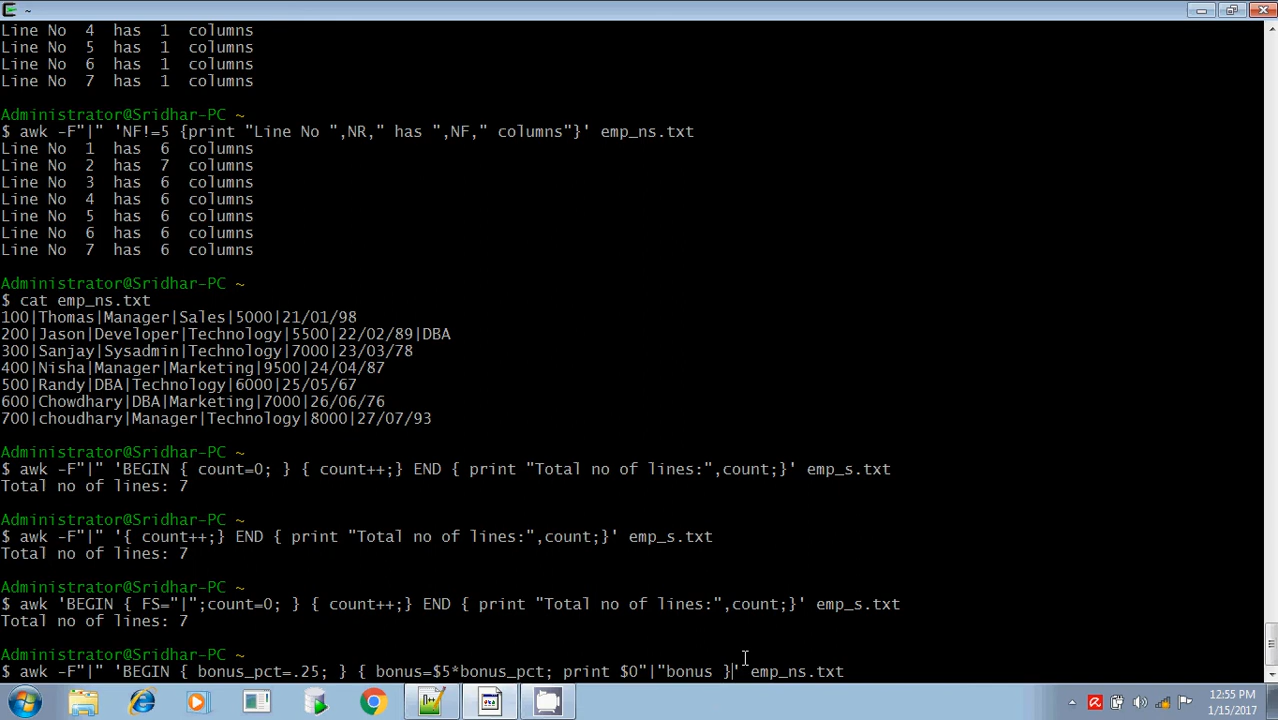 ~
Line No  4  has  1  columns
Line No  5  has  1  columns
Line No  6  has  1  columns
Line No  7  has  1  columns
Administrator@Sridhar-PC ~
$ awk -F"|" 'NF!=5 {print "Line No ",NR," has ",NF," columns"}' emp_ns.txt
Line No  1  has  6  columns
Line No  2  has  7  columns
Line No  3  has  6  columns
Line No  4  has  6  columns
Line No  5  has  6  columns
Line No  6  has  6  columns
Line No  7  has  6  columns
Administrator@Sridhar-PC ~
$ cat emp_ns.txt
100|Thomas|Manager|Sales|5000|21/01/98
200|Jason|Developer|Technology|5500|22/02/89|DBA
300|Sanjay|Sysadmin|Technology|7000|23/03/78
400|Nisha|Manager|Marketing|9500|24/04/87
500|Randy|DBA|Technology|6000|25/05/67
600|Chowdhary|DBA|Marketing|7000|26/06/76
700|choudhary|Manager|Technology|8000|27/07/93
Administrator@Sridhar-PC ~
$ awk -F"|" 'BEGIN { count=0; } { count++;} END { print "Total no of lines:",count;}' emp_s.txt
Total no of lines: 7
Administrator@Sridhar-PC ~
$ awk -F"|" '{ count++;} END { print "Total no of lines:",count;}' emp_s.txt
Total no of lines: 7
Administrator@Sridhar-PC ~
$ awk 'BEGIN { FS="|";count=0; } { count++;} END { print "Total no of lines:",count;}' emp_s.txt
Total no of lines: 7
Administrator@Sridhar-PC ~
$ awk -F"|" 'BEGIN { bonus_pct=.25; } { bonus=$5*bonus_pct; print $0"|"bonus }' emp_ns.txt
12:55 PM
1/15/2017